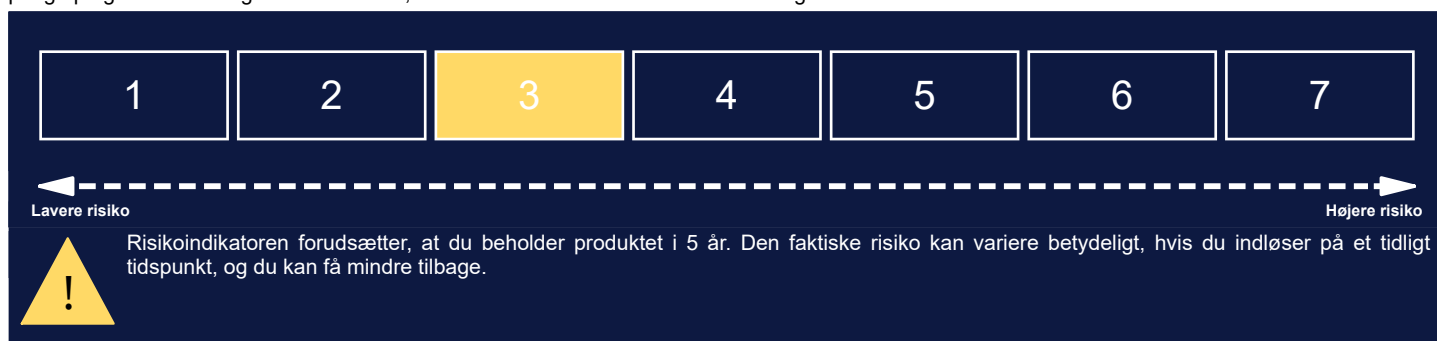 1 2 3 4 5 6 7
Lavere risiko Højere risiko
Risikoindikatoren forudsætter, at du beholder produktet i 5 år. Den faktiske risiko kan variere betydeligt, hvis du indløser på et tidligt
tidspunkt, og du kan få mindre tilbage.
!